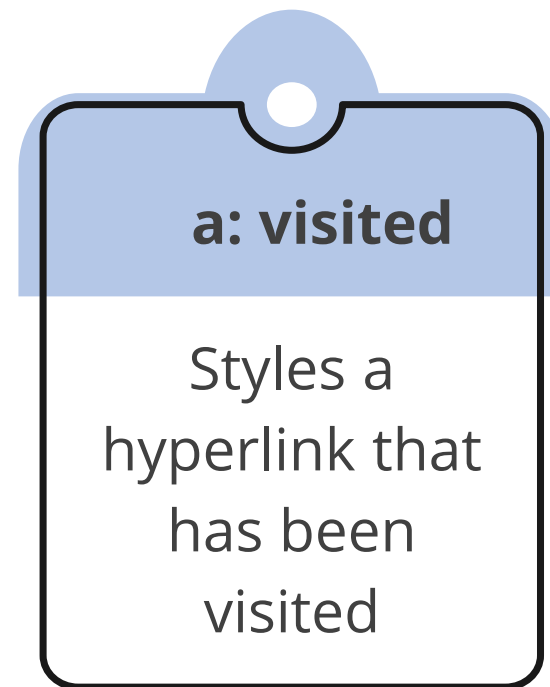 a: visited
Styles a
hyperlink that
has been
visited